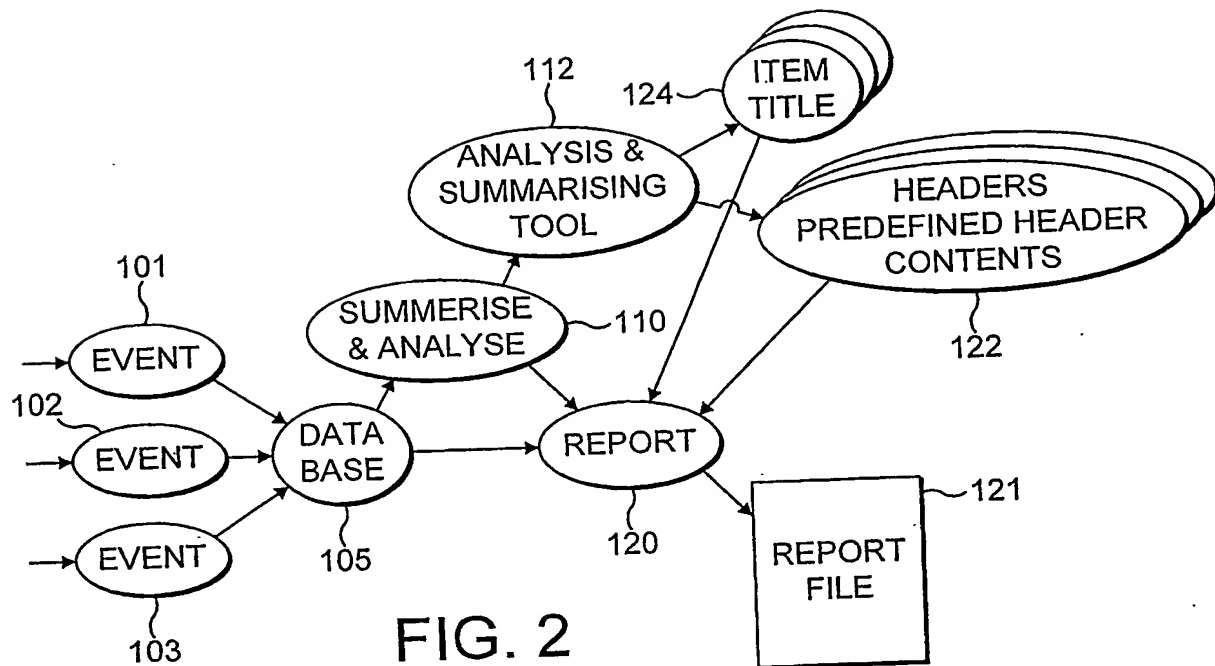 112
124
ITEM
TITLE
ANALYSIS &
SUMMARISING
TOOL
HEADERS
PREDEFINED HEADER
CONTENTS
122
101
SUMMERISE
& ANALYSE
110
EVENT
102
EVENT
DATA
BASE
105
REPORT
120
121
REPORT
FILE
EVENT
103
FIG. 2